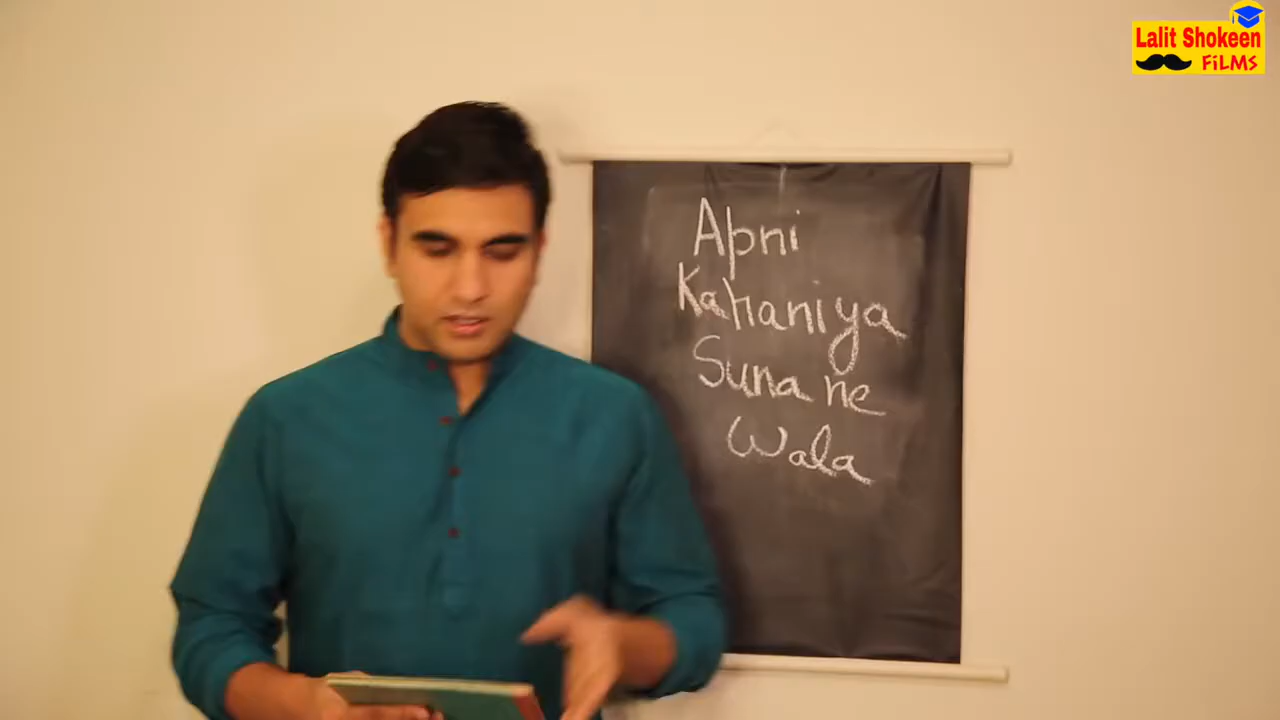 Lalit Shokeen
FiLMS
Apni
Kahaniya
Suna ne
Wala